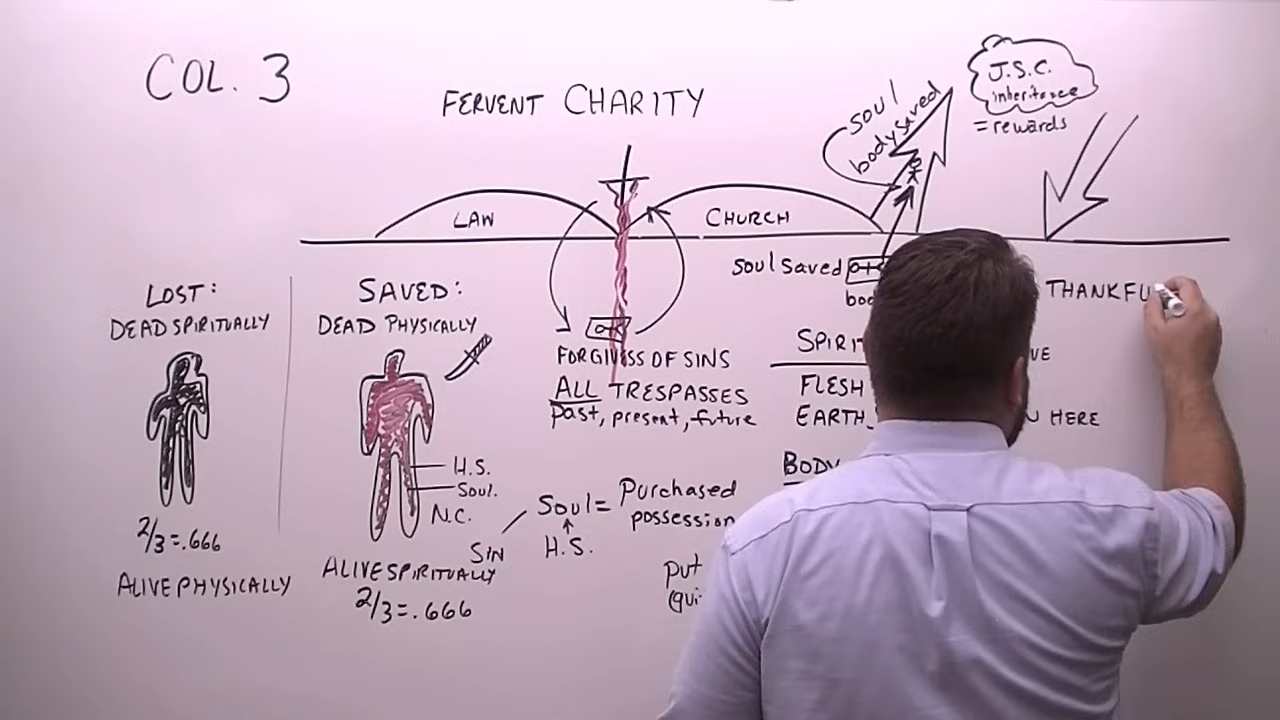 COL. 3
FERVENT CHARITY
soul
body saved
J.S.C.
inheritance
= rewards
LAW
CHURCH
LOST:
DEAD SPIRITUALLY
2/3 = .666
ALIVE PHYSICALLY
SAVED:
DEAD PHYSICALLY
H.S.
Soul.
N.C.
ALIVE SPIRITUALLY
2/3 = .666
FORGIVNESS OF SINS
ALL TRESPASSES
past, present, future
Soul = Purchased
possession
SIN
H.S.
put
soul saved
SPIRIT
FLESH
EARTH
HERE
BODY
THANKFU